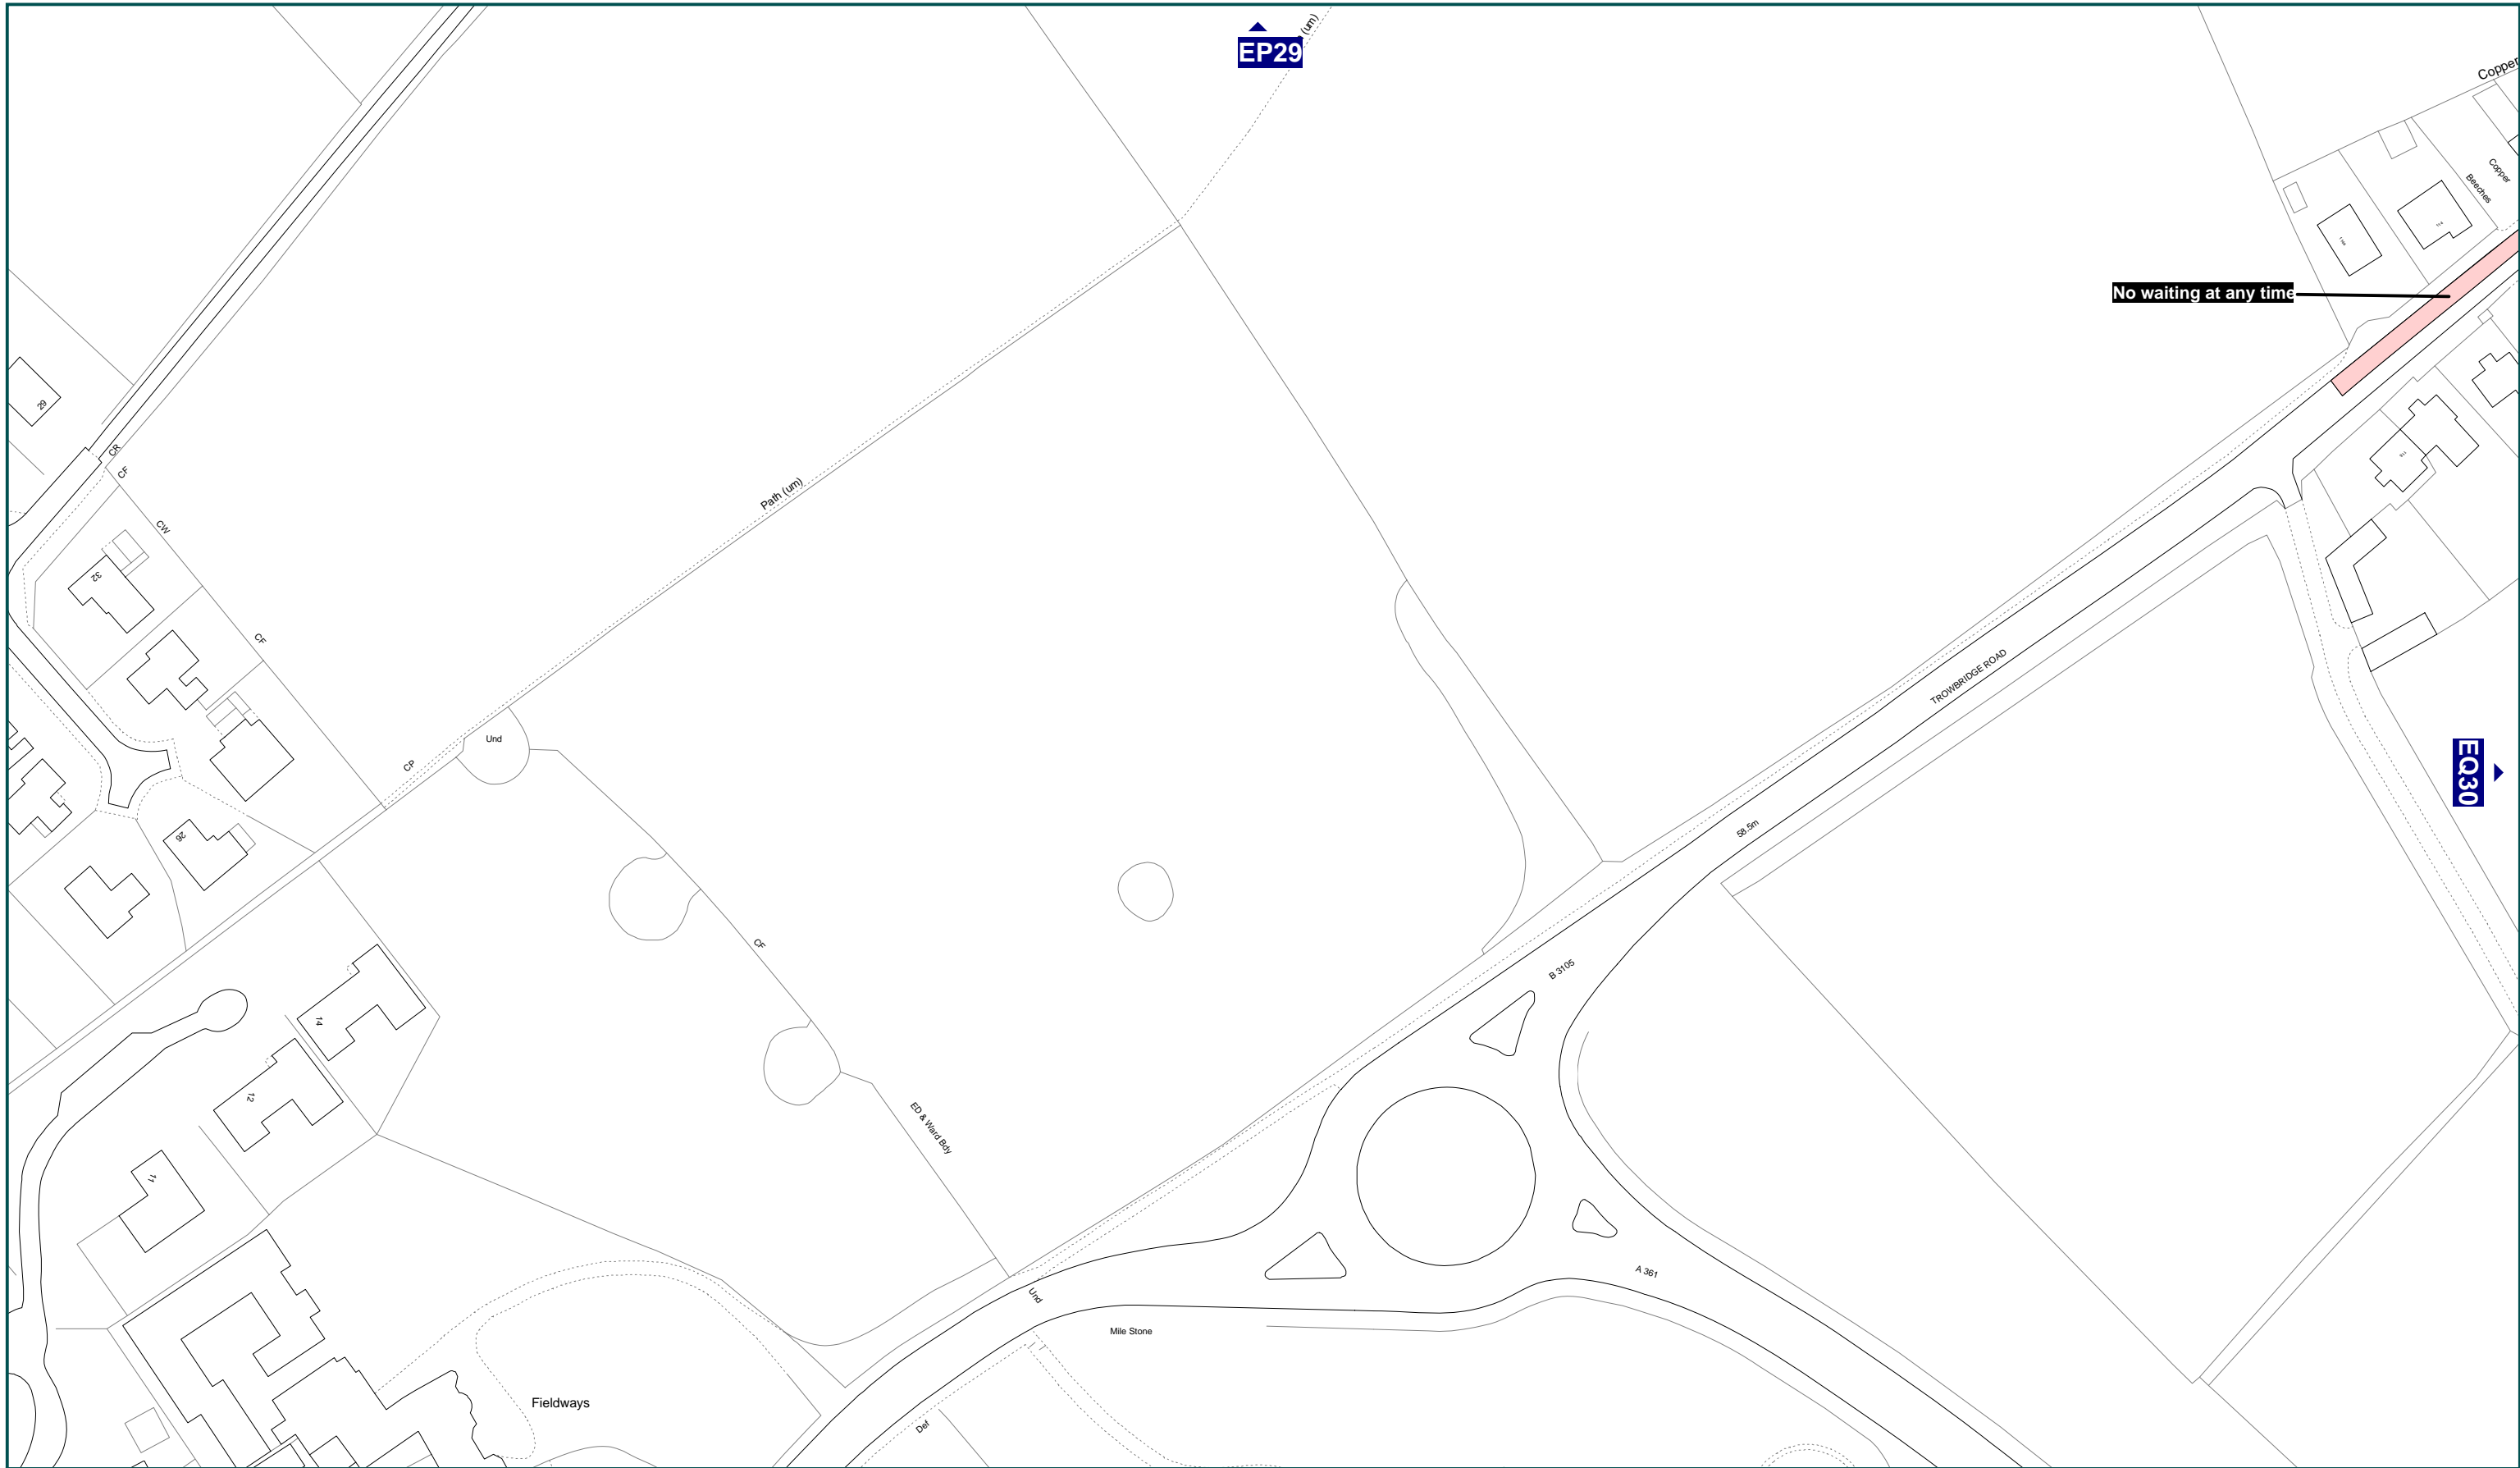 (um)
EP29
Copper
Copper
Beeches
No waiting at any time
29
CR
CF
Path (um)
CW
32
CF
TROWBRIDGE ROAD
Und
CP
EQ30
58.5m
26
CF
B 3105
14
12
ED & Ward Bdy
11
A 361
Und
Mile Stone
Fieldways
Def